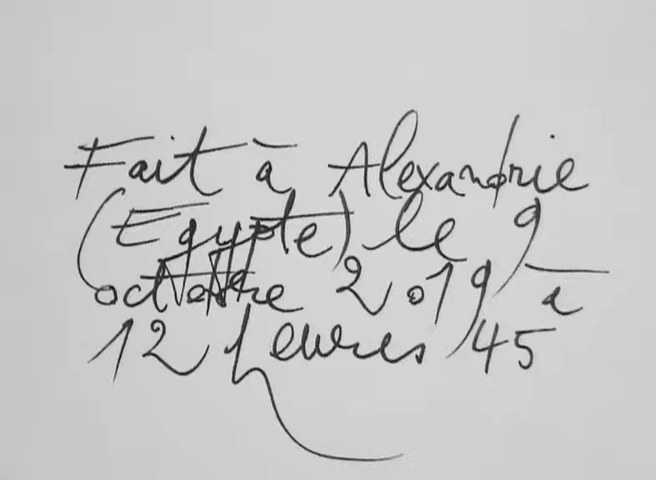 Fait à Alexandrie
(Egypte) le 9
octobre 2019 à
12 heures 45